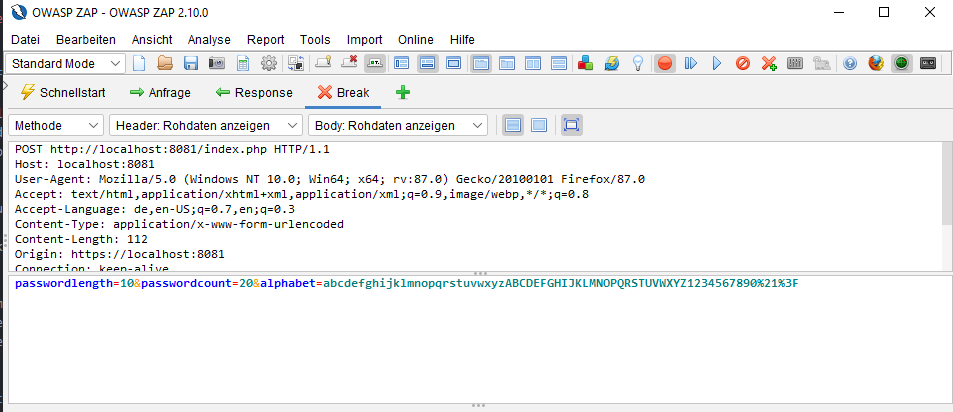 OWASP ZAP - OWASP ZAP 2.10.0
Datei Bearbeiten Ansicht Analyse Report Tools Import Online Hilfe
Standard Mode
Schnellstart Anfrage Response Break
Methode Header: Rohdaten anzeigen Body: Rohdaten anzeigen
POST http://localhost:8081/index.php HTTP/1.1
Host: localhost:8081
User-Agent: Mozilla/5.0 (Windows NT 10.0; Win64; x64; rv:87.0) Gecko/20100101 Firefox/87.0
Accept: text/html,application/xhtml+xml,application/xml;q=0.9,image/webp,*/*;q=0.8
Accept-Language: de,en-US;q=0.7,en;q=0.3
Content-Type: application/x-www-form-urlencoded
Content-Length: 112
Origin: https://localhost:8081
Connection: keep-alive
passwordlength=10&passwordcount=20&alphabet=abcdefghijklmnopqrstuvwxyzABCDEFGHIJKLMNOPQRSTUVWXYZ1234567890%21%3F